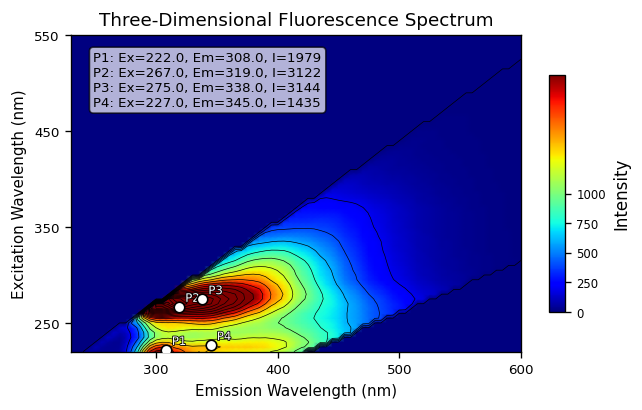 Three-Dimensional Fluorescence Spectrum
P1: Ex=222.0, Em=308.0, I=1979
P2: Ex=267.0, Em=319.0, I=3122
P3: Ex=275.0, Em=338.0, I=3144
P4: Ex=227.0, Em=345.0, I=1435
550
450
350
250
Excitation Wavelength (nm)
P2
P3
P1
P4
300
400
500
600
Emission Wavelength (nm)
1000
750
500
250
0
Intensity